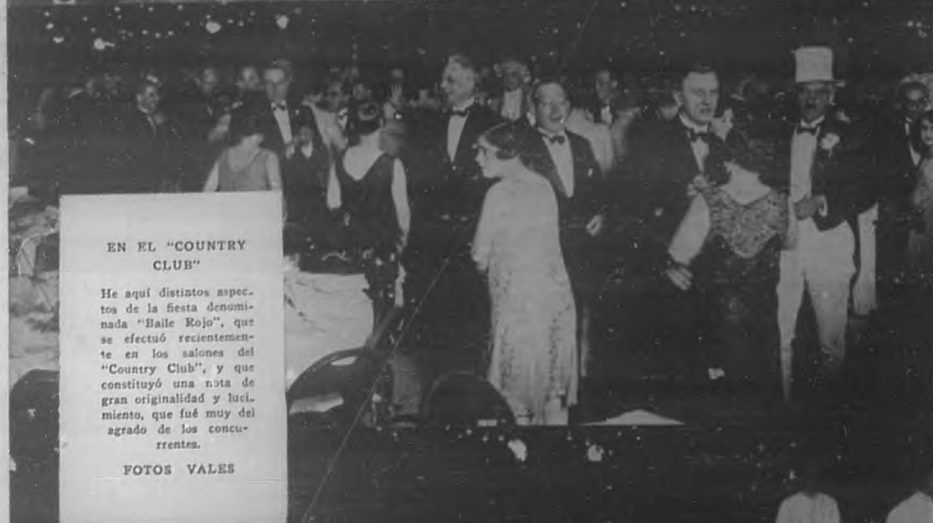 EN EL "COUNTRY
CLUB"
He aquí distintos aspec-
tos de la fiesta denomi-
nada "Baile Rojo", que
se efectuó recientemen-
te en los salones del
"Country Club", y que
constituyó una nota de
gran originalidad y luci-
miento, que fué muy del
agrado de los concu-
rrentes.
FOTOS VALES